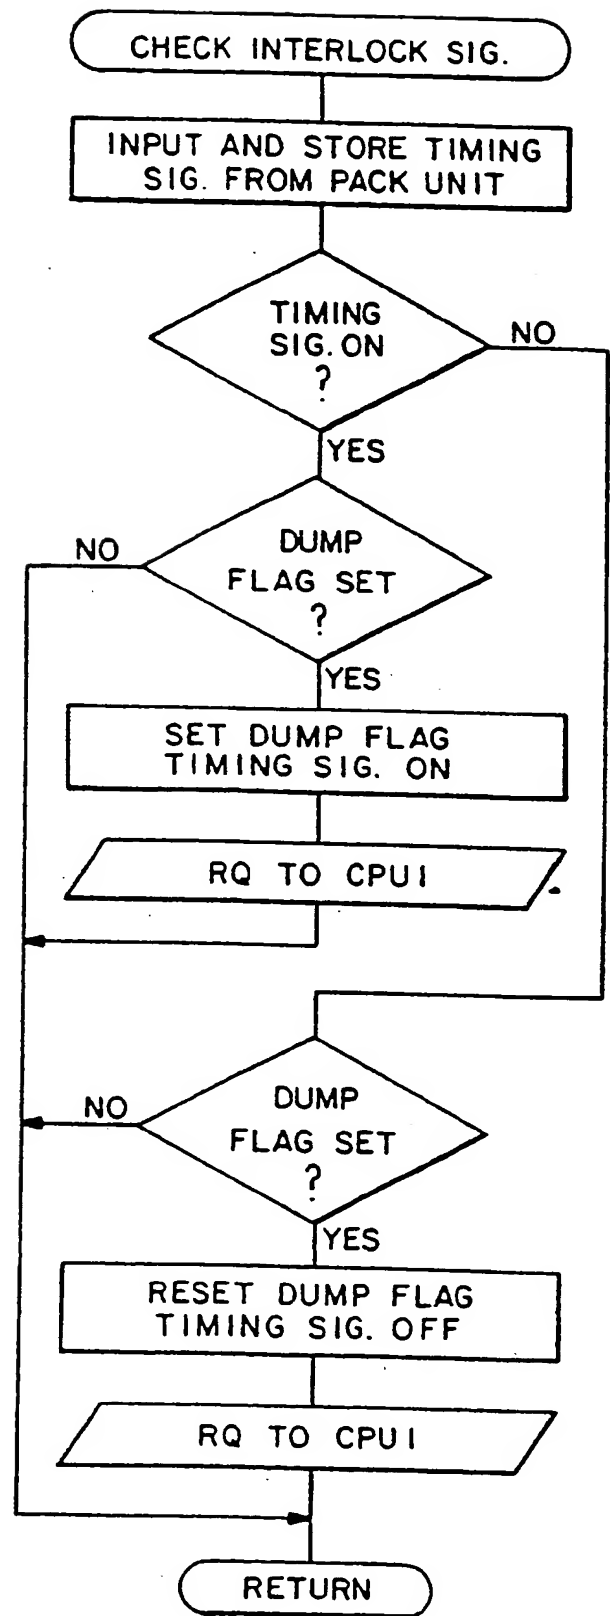 CHECK INTERLOCK SIG.
INPUT AND STORE TIMING
SIG. FROM PACK UNIT
TIMING
SIG. ON
?
NO
YES
DUMP
FLAG SET
?
NO
YES
SET DUMP FLAG
TIMING SIG. ON
RQ TO CPU1
DUMP
FLAG SET
?
NO
YES
RESET DUMP FLAG
TIMING SIG. OFF
RQ TO CPU1
RETURN